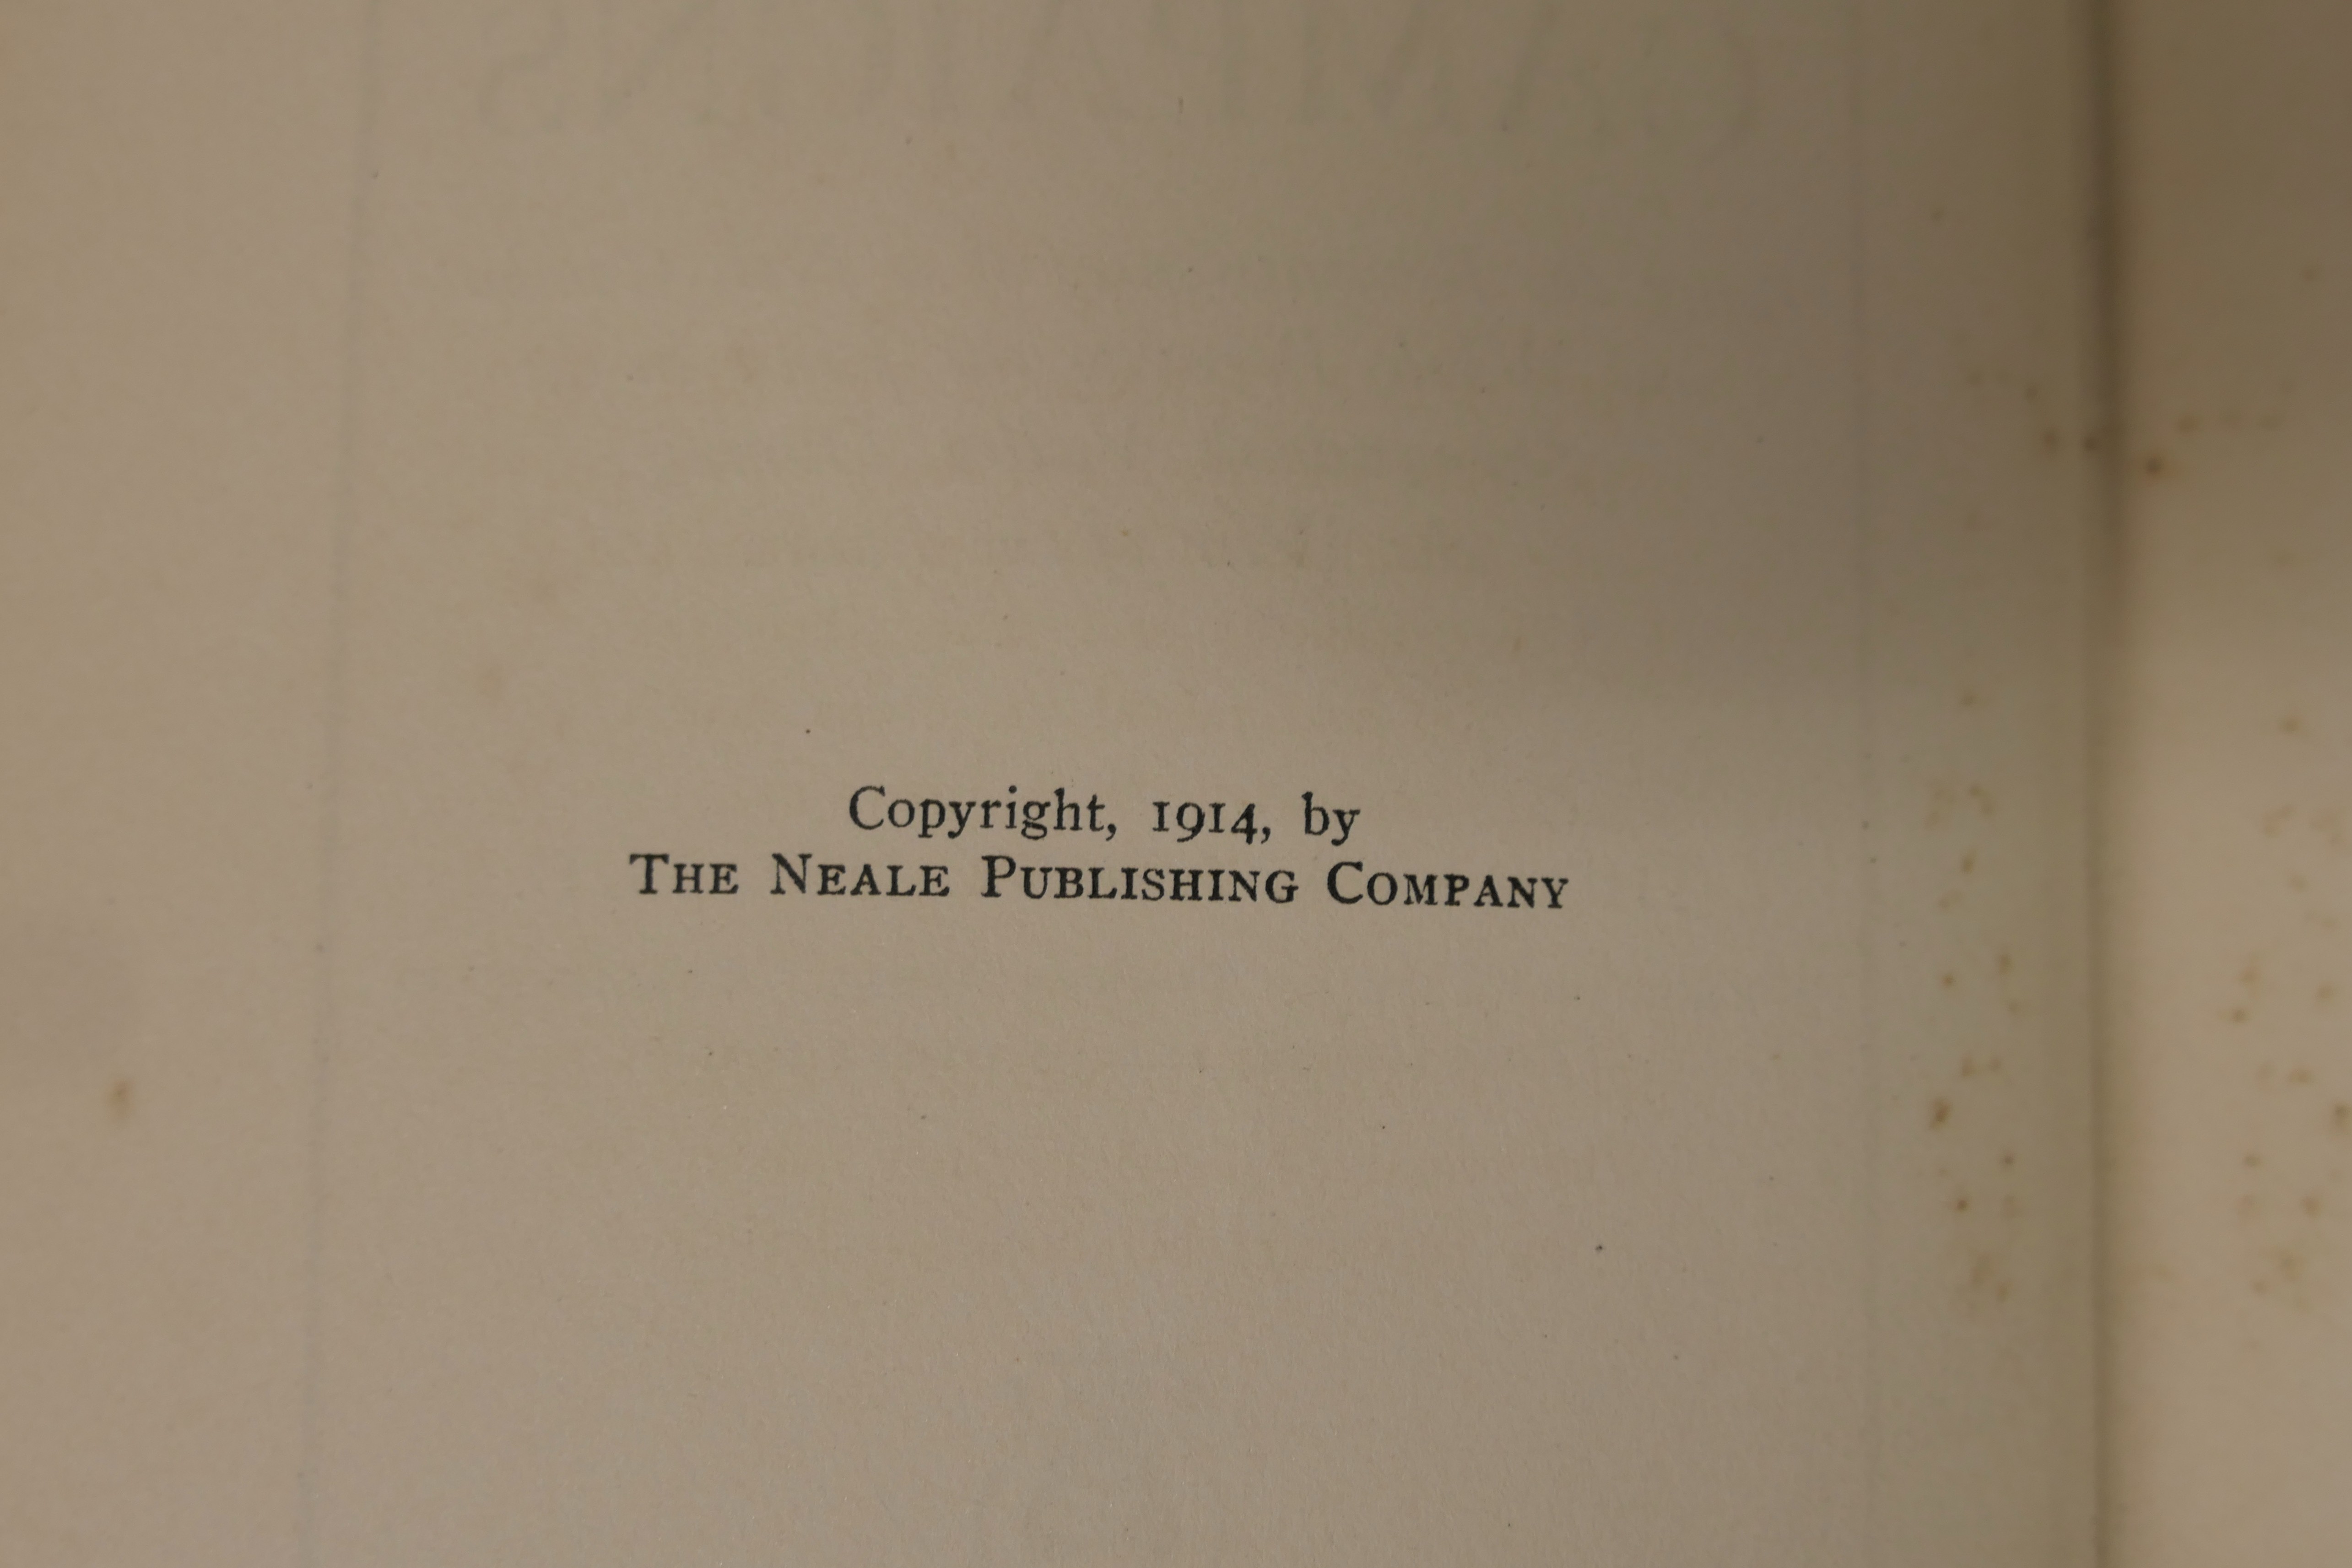 Copyright, 1914, by
THE NEALE PUBLISHING COMPANY